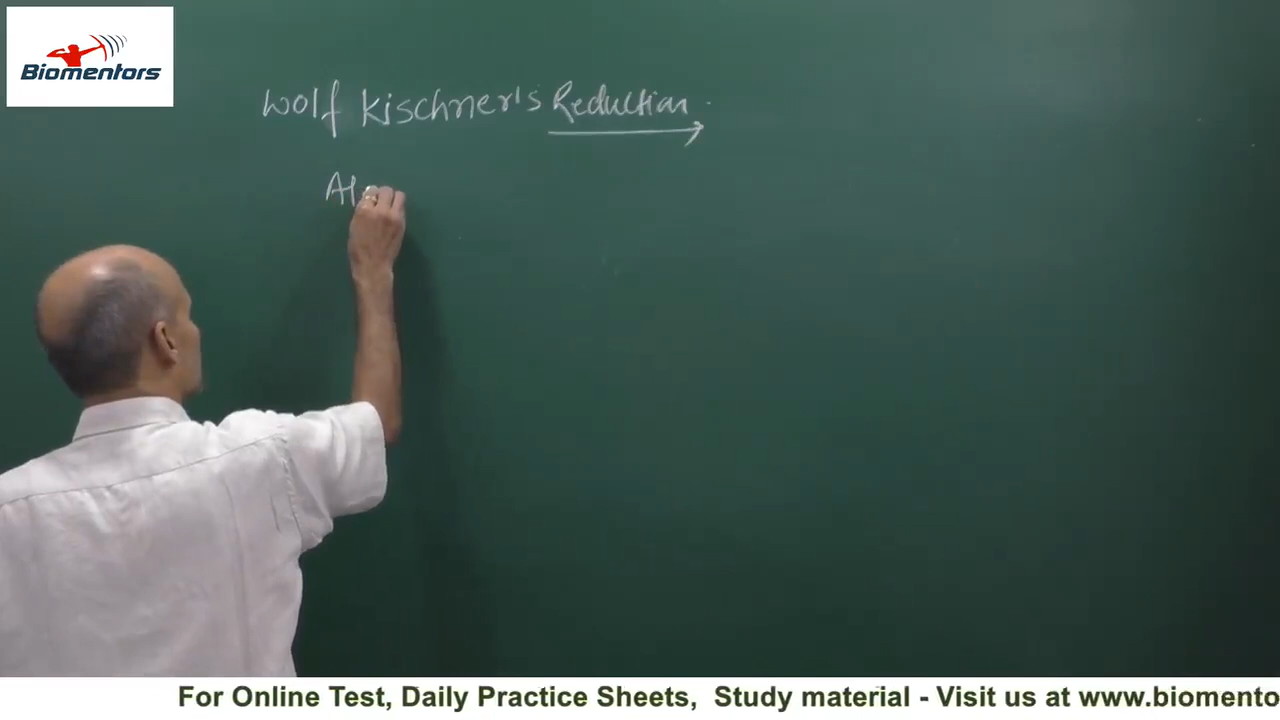 Biomentors
Wolf Kischner's Reduction
For Online Test, Daily Practice Sheets, Study material - Visit us at www.biomento